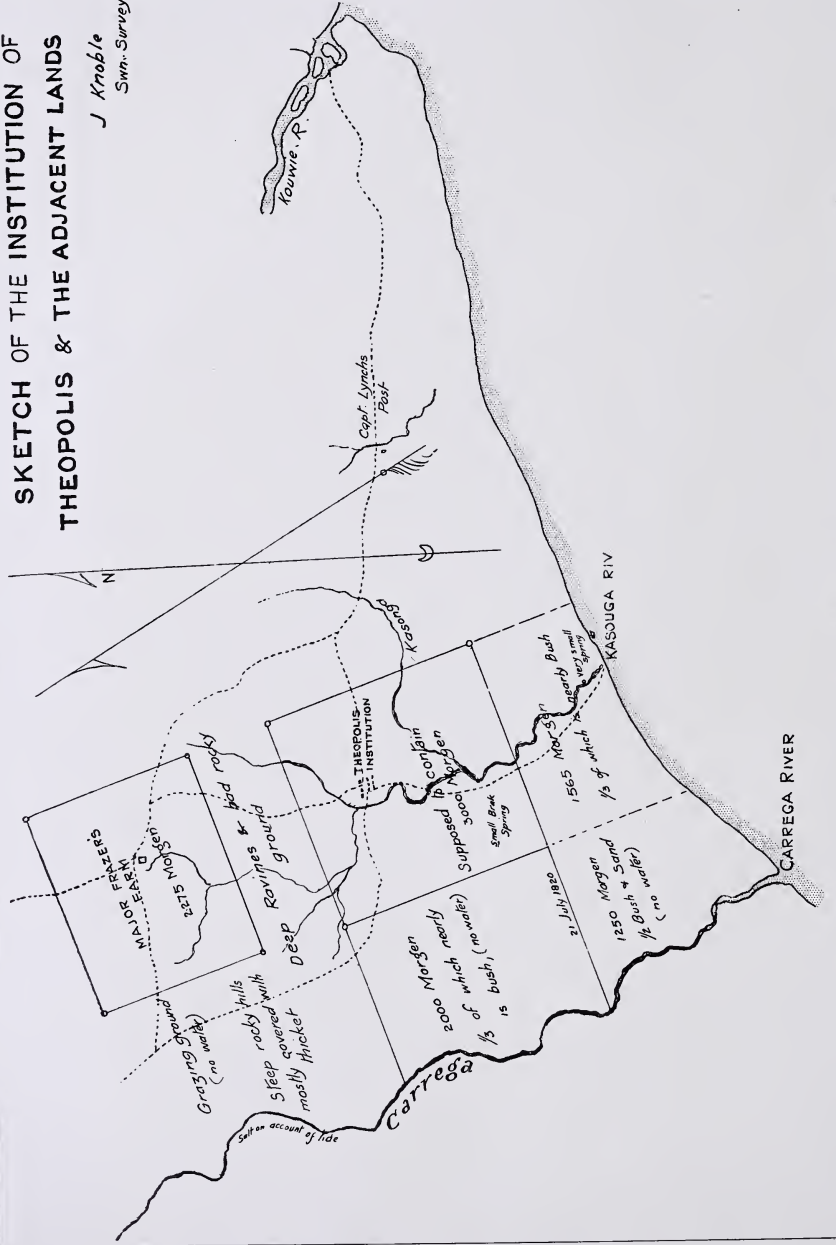 SKETCH OF THE INSTITUTION OF
THEOPOLIS & THE ADJACENT LANDS
J Knoble
Swn. Survey
Kouwie. R.
Capt. Lynchs
Post
N
Kasonga
MAJOR FRAZERS
FARM
2275 Morgen
Deep Ravines & bad rocky
ground
Grazing ground
(no water)
Steep rocky hills
covered with
mostly thicket
THEOPOLIS
INSTITUTION
Supposed to contain
3000 Morgen
Small Brak
Spring
2000 Morgen
1/3 of which nearly
is bush, (no water)
Carrega
Salt on account of tide
21 July 1820
1565 Morgen nearly Bush
1/3 of which is
a very small
spring
1250 Morgen
1/2 Bush & Sand
(no water)
KASOUGA RIV
CARREGA RIVER